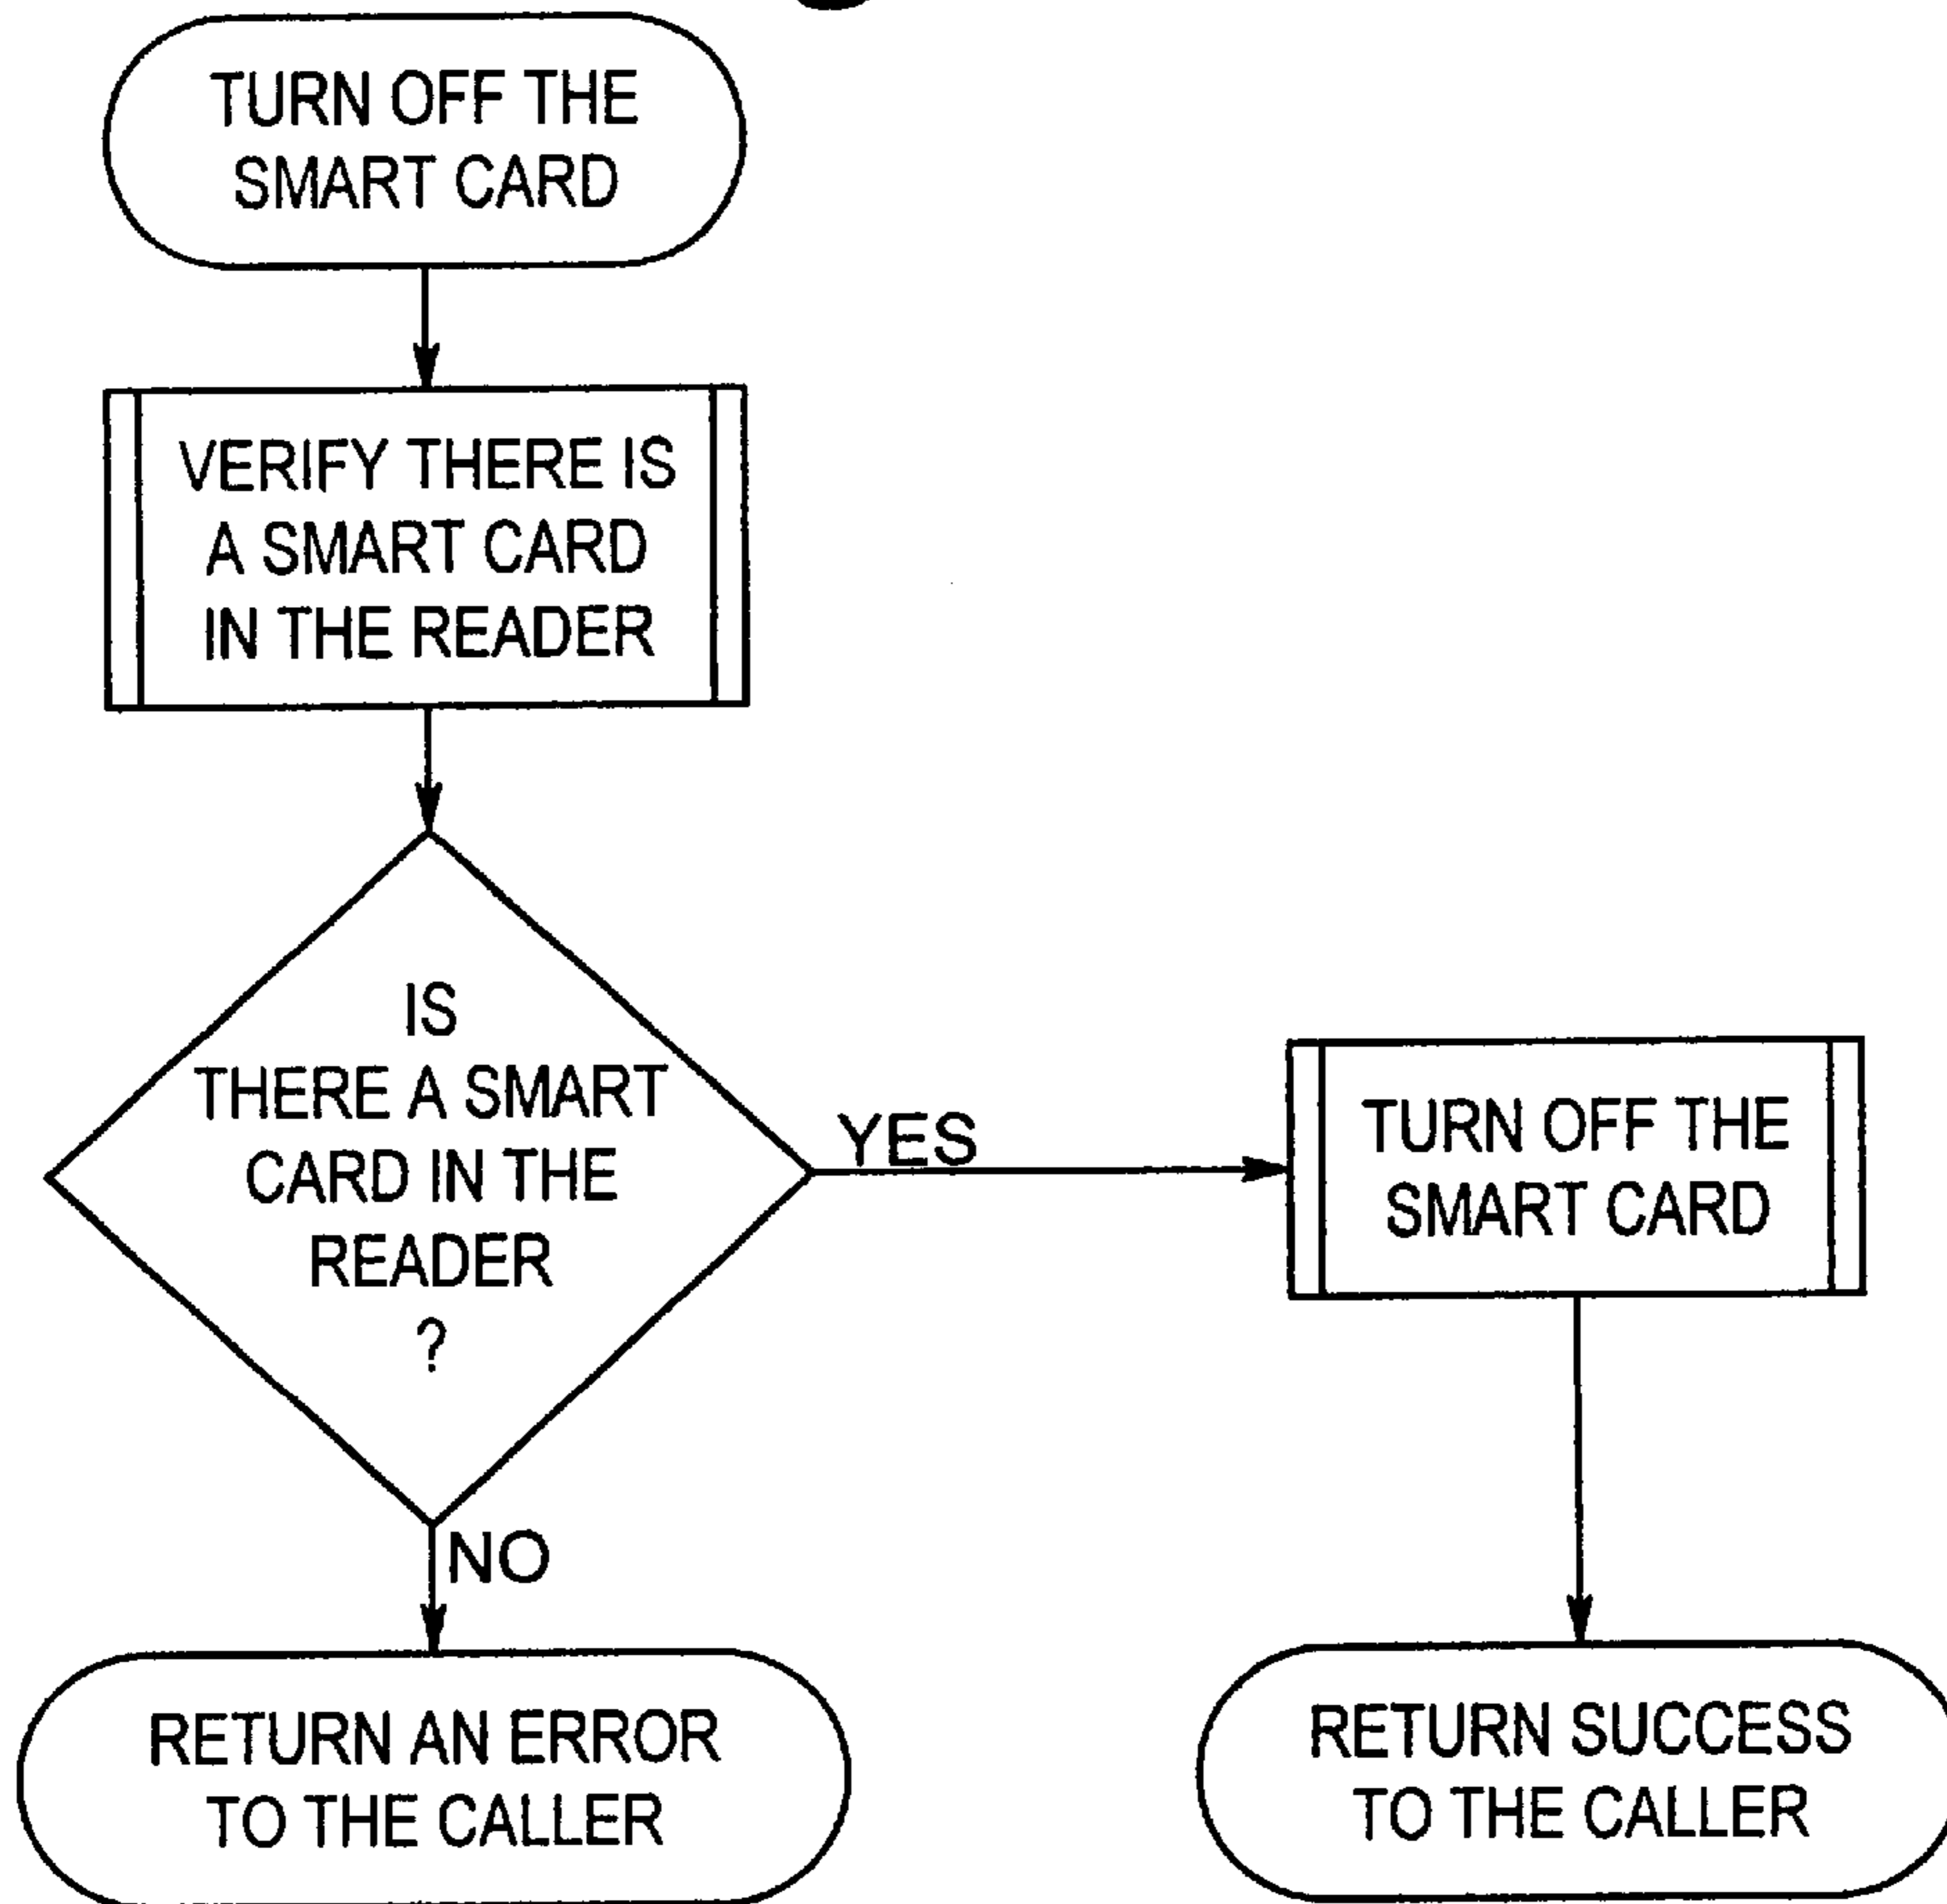 TURN OFF THE
SMART CARD
VERIFY THERE IS
A SMART CARD
IN THE READER
IS
THERE A SMART
CARD IN THE
READER
?
YES
TURN OFF THE
SMART CARD
NO
RETURN AN ERROR
TO THE CALLER
RETURN SUCCESS
TO THE CALLER